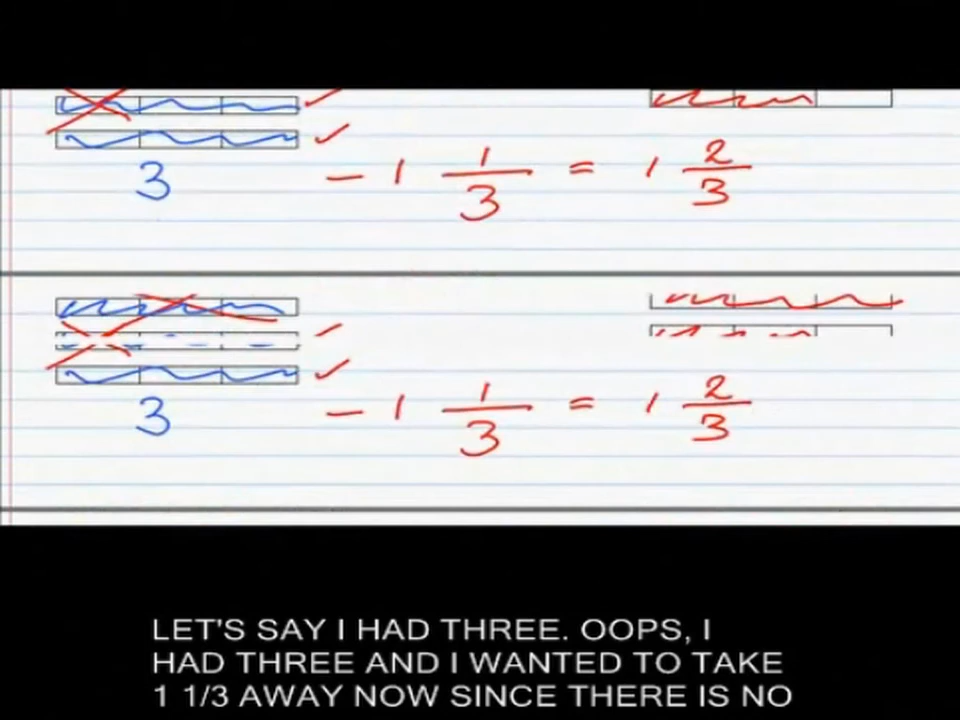 3 - 1 1/3 = 1 2/3
3 - 1 1/3 = 1 2/3
LET'S SAY I HAD THREE. OOPS, I
HAD THREE AND I WANTED TO TAKE
1 1/3 AWAY NOW SINCE THERE IS NO